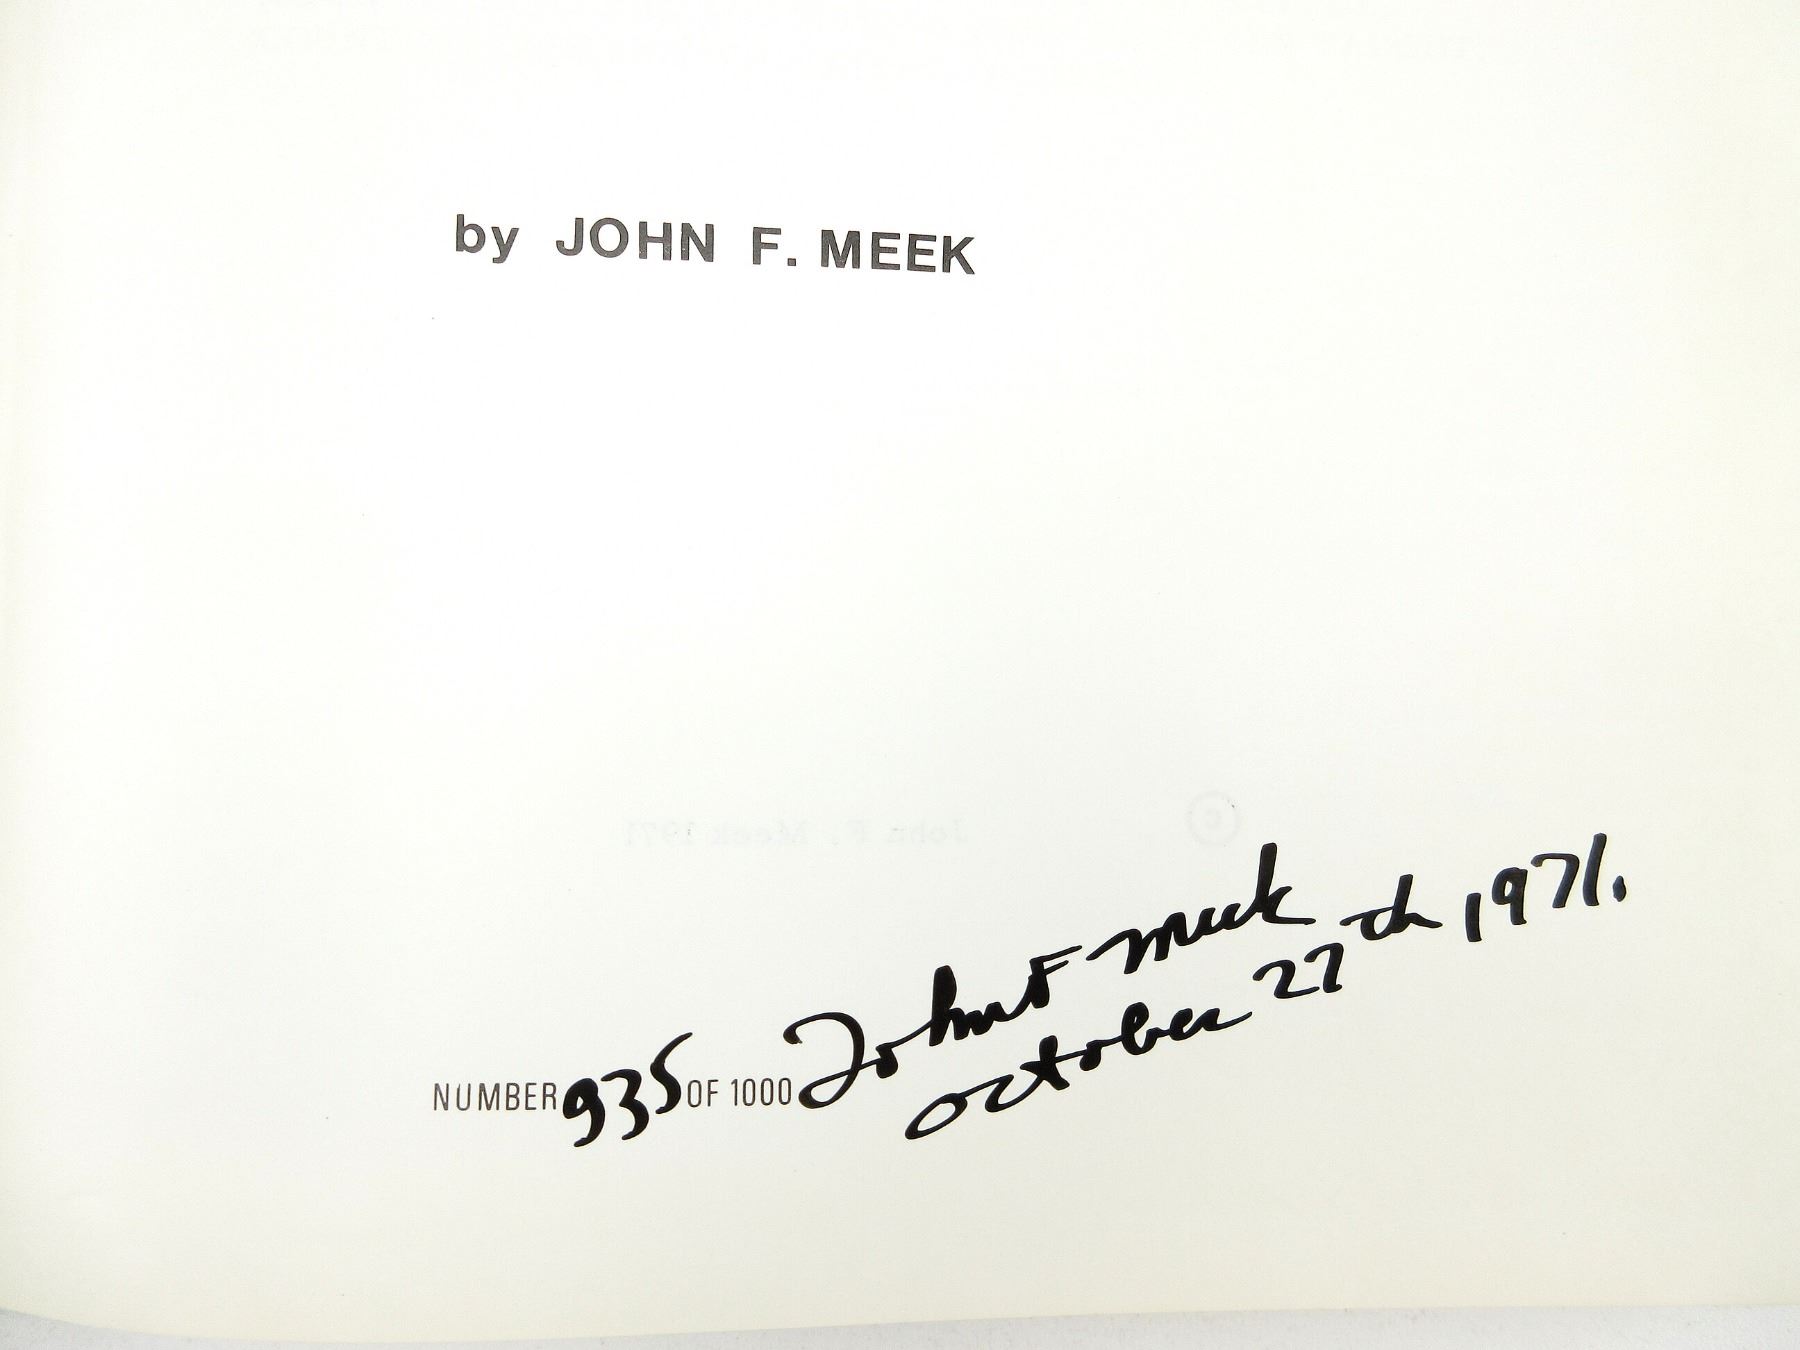 by JOHN F. MEEK
© John F. Meek 1971
NUMBER 935 OF 1000 John F Meek
October 27th 1971.